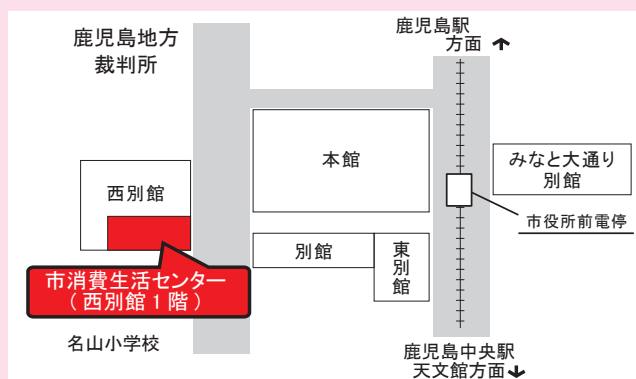 鹿児島地方
裁判所
鹿児島駅
方面 ↑
本館
みなと大通り
別館
西別館
市役所前電停
別館
東別館
市消費生活センター
(西別館1階)
名山小学校
鹿児島中央駅
天文館方面↓